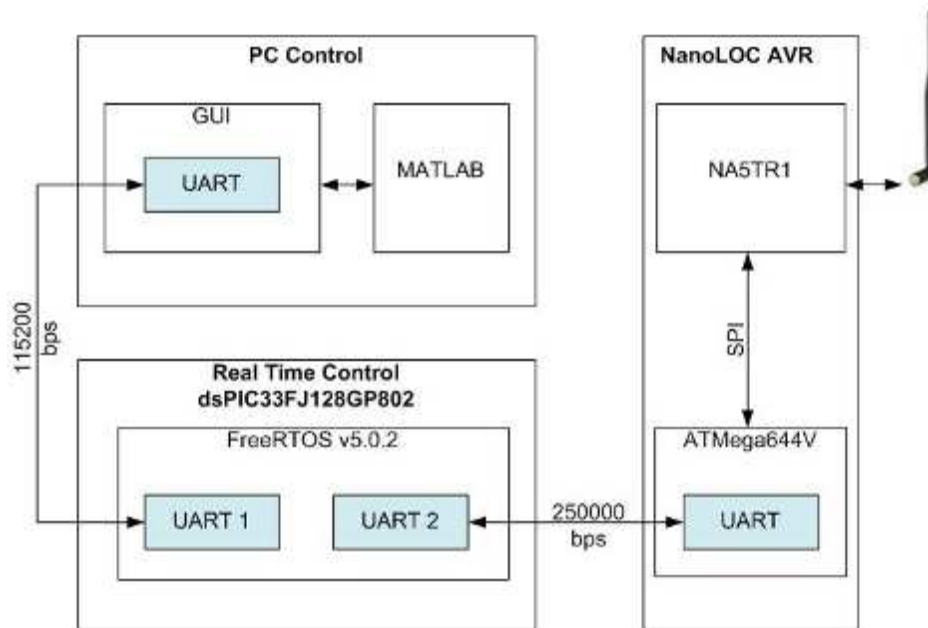 PC Control
GUI
UART
MATLAB
115200
bps
Real Time Control
dsPIC33FJ128GP802
FreeRTOS v5.0.2
UART 1
UART 2
250000
bps
NanoLOC AVR
NA5TR1
SPI
ATMega644V
UART